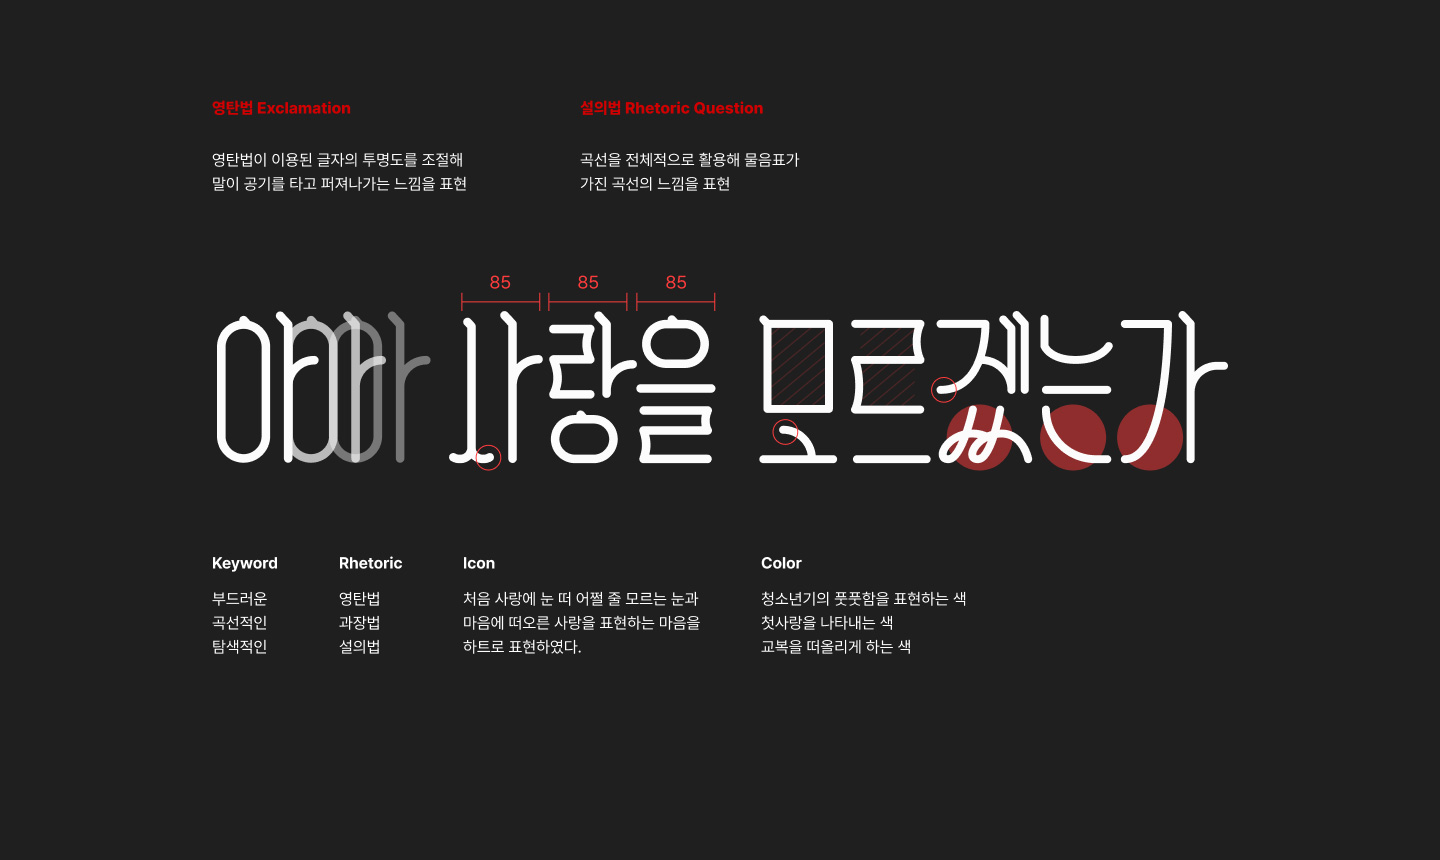 영탄법 Exclamation
영탄법이 이용된 글자의 투명도를 조절해
말이 공기를 타고 퍼져나가는 느낌을 표현
설의법 Rhetoric Question
곡선을 전체적으로 활용해 물음표가
가진 곡선의 느낌을 표현
85 85 85
아아아 사랑을 모르겠는가
Keyword
부드러운
곡선적인
탐색적인
Rhetoric
영탄법
과장법
설의법
Icon
처음 사랑에 눈 떠 어쩔 줄 모르는 눈과
마음에 떠오른 사랑을 표현하는 마음을
하트로 표현하였다.
Color
청소년기의 풋풋함을 표현하는 색
첫사랑을 나타내는 색
교복을 떠올리게 하는 색